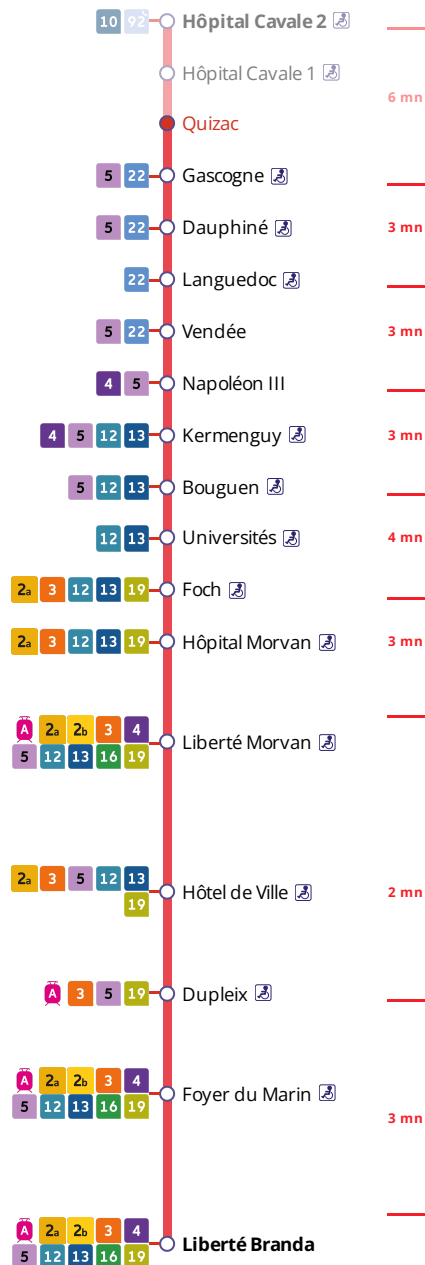 10 92 Hôpital Cavale 2
Hôpital Cavale 1
6 mn
Quizac
5 22 Gascogne
5 22 Dauphiné 3 mn
22 Languedoc
5 22 Vendée 3 mn
4 5 Napoléon III
4 5 12 13 Kermenguy 3 mn
5 12 13 Bouguen
12 13 Universités 4 mn
2a 3 12 13 19 Foch
2a 3 12 13 19 Hôpital Morvan 3 mn
A 2a 2b 3 4
5 12 13 16 19
Liberté Morvan
2a 3 5 12 13
19
Hôtel de Ville 2 mn
A 3 5 19 Dupleix
A 2a 2b 3 4
5 12 13 16 19
Foyer du Marin
3 mn
A 2a 2b 3 4
5 12 13 16 19
Liberté Branda